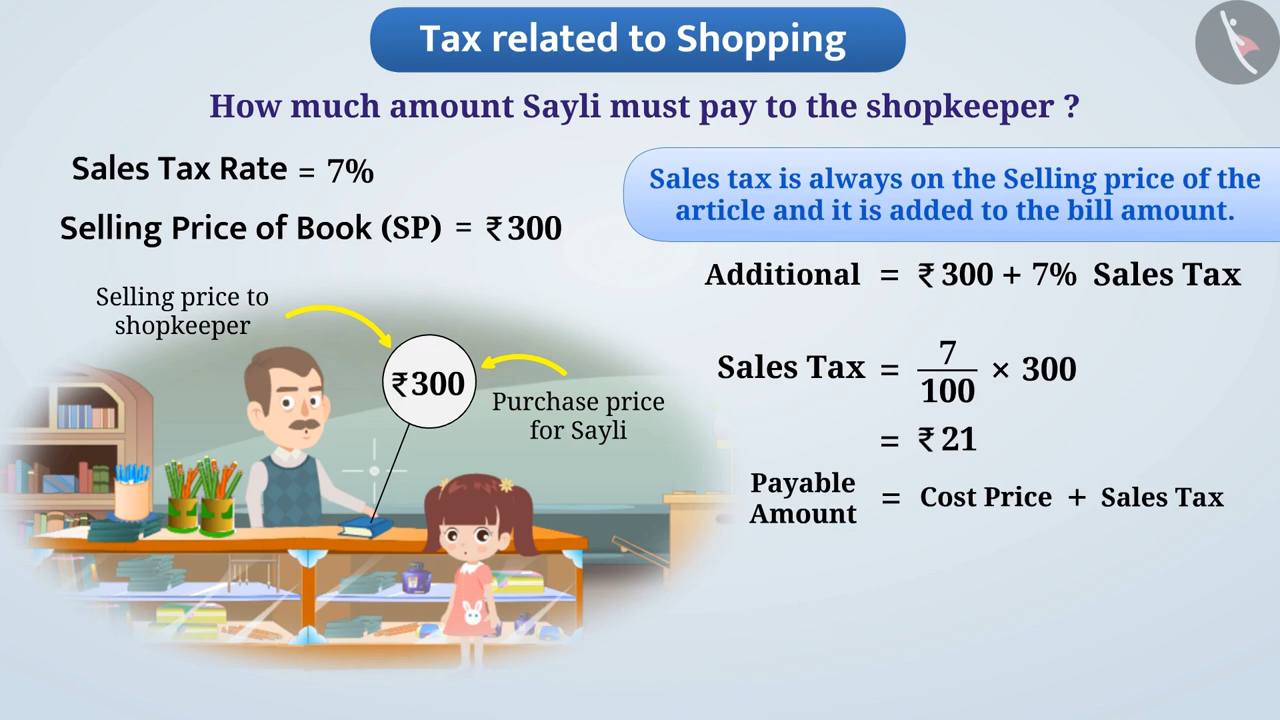 Tax related to Shopping
How much amount Sayli must pay to the shopkeeper ?
Sales Tax Rate = 7%
Selling Price of Book (SP) = ₹300
Selling price to
shopkeeper
₹300
Purchase price
for Sayli
Sales tax is always on the Selling price of the
article and it is added to the bill amount.
Additional = ₹ 300 + 7% Sales Tax
Sales Tax = 7/100 × 300
= ₹ 21
Payable
Amount = Cost Price + Sales Tax